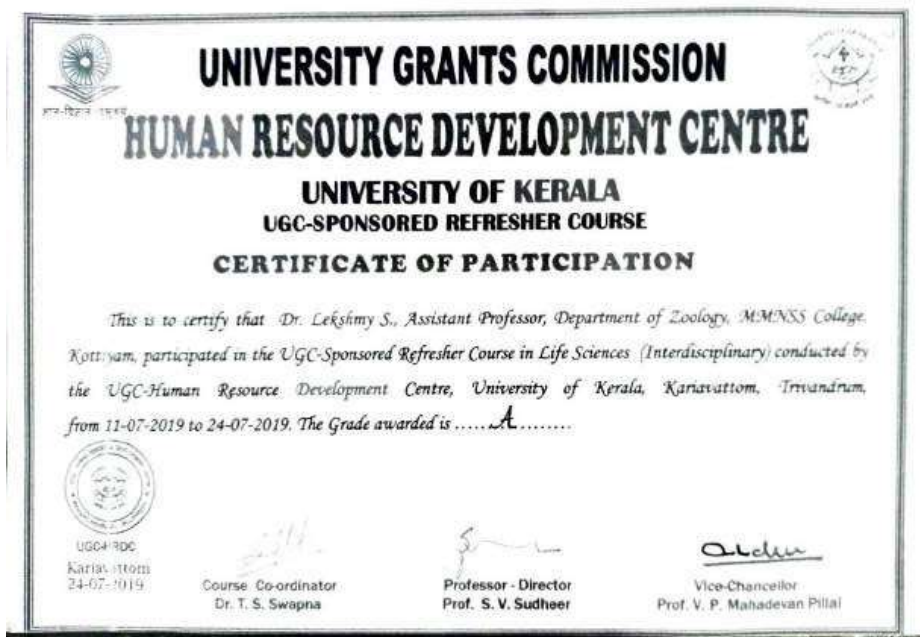 UNIVERSITY GRANTS COMMISSION
HUMAN RESOURCE DEVELOPMENT CENTRE
UNIVERSITY OF KERALA
UGC-SPONSORED REFRESHER COURSE
CERTIFICATE OF PARTICIPATION
This is to certify that Dr. Lekshmy S., Assistant Professor, Department of Zoology, MMNSS College,
Kottiyam, participated in the UGC-Sponsored Refresher Course in Life Sciences (Interdisciplinary) conducted by
the UGC-Human Resource Development Centre, University of Kerala, Kariavattom, Trivandrum,
from 11-07-2019 to 24-07-2019. The Grade awarded is .....A........
UGC-HRDC
Kariavattom
24-07-2019
Course Co-ordinator
Dr. T. S. Swapna
Professor - Director
Prof. S. V. Sudheer
Vice-Chancellor
Prof. V. P. Mahadevan Pillai